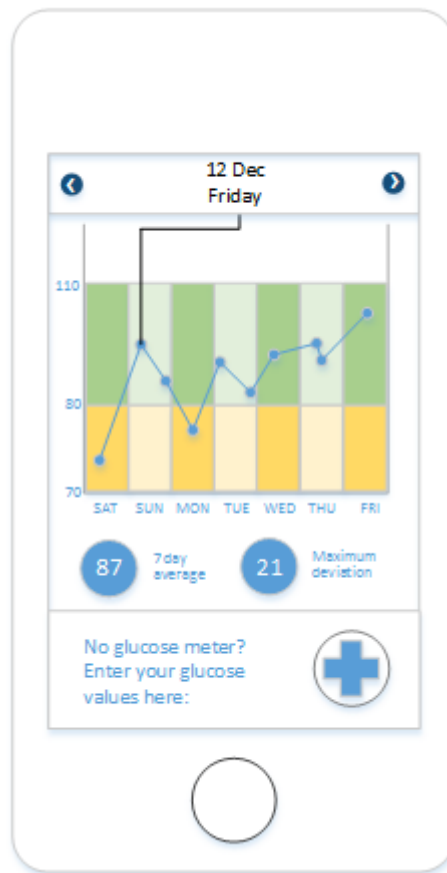 12 Dec
Friday
110
80
70
SAT SUN MON TUE WED THU FRI
87
7 day
average
21
Maximum
deviation
No glucose meter?
Enter your glucose
values here: